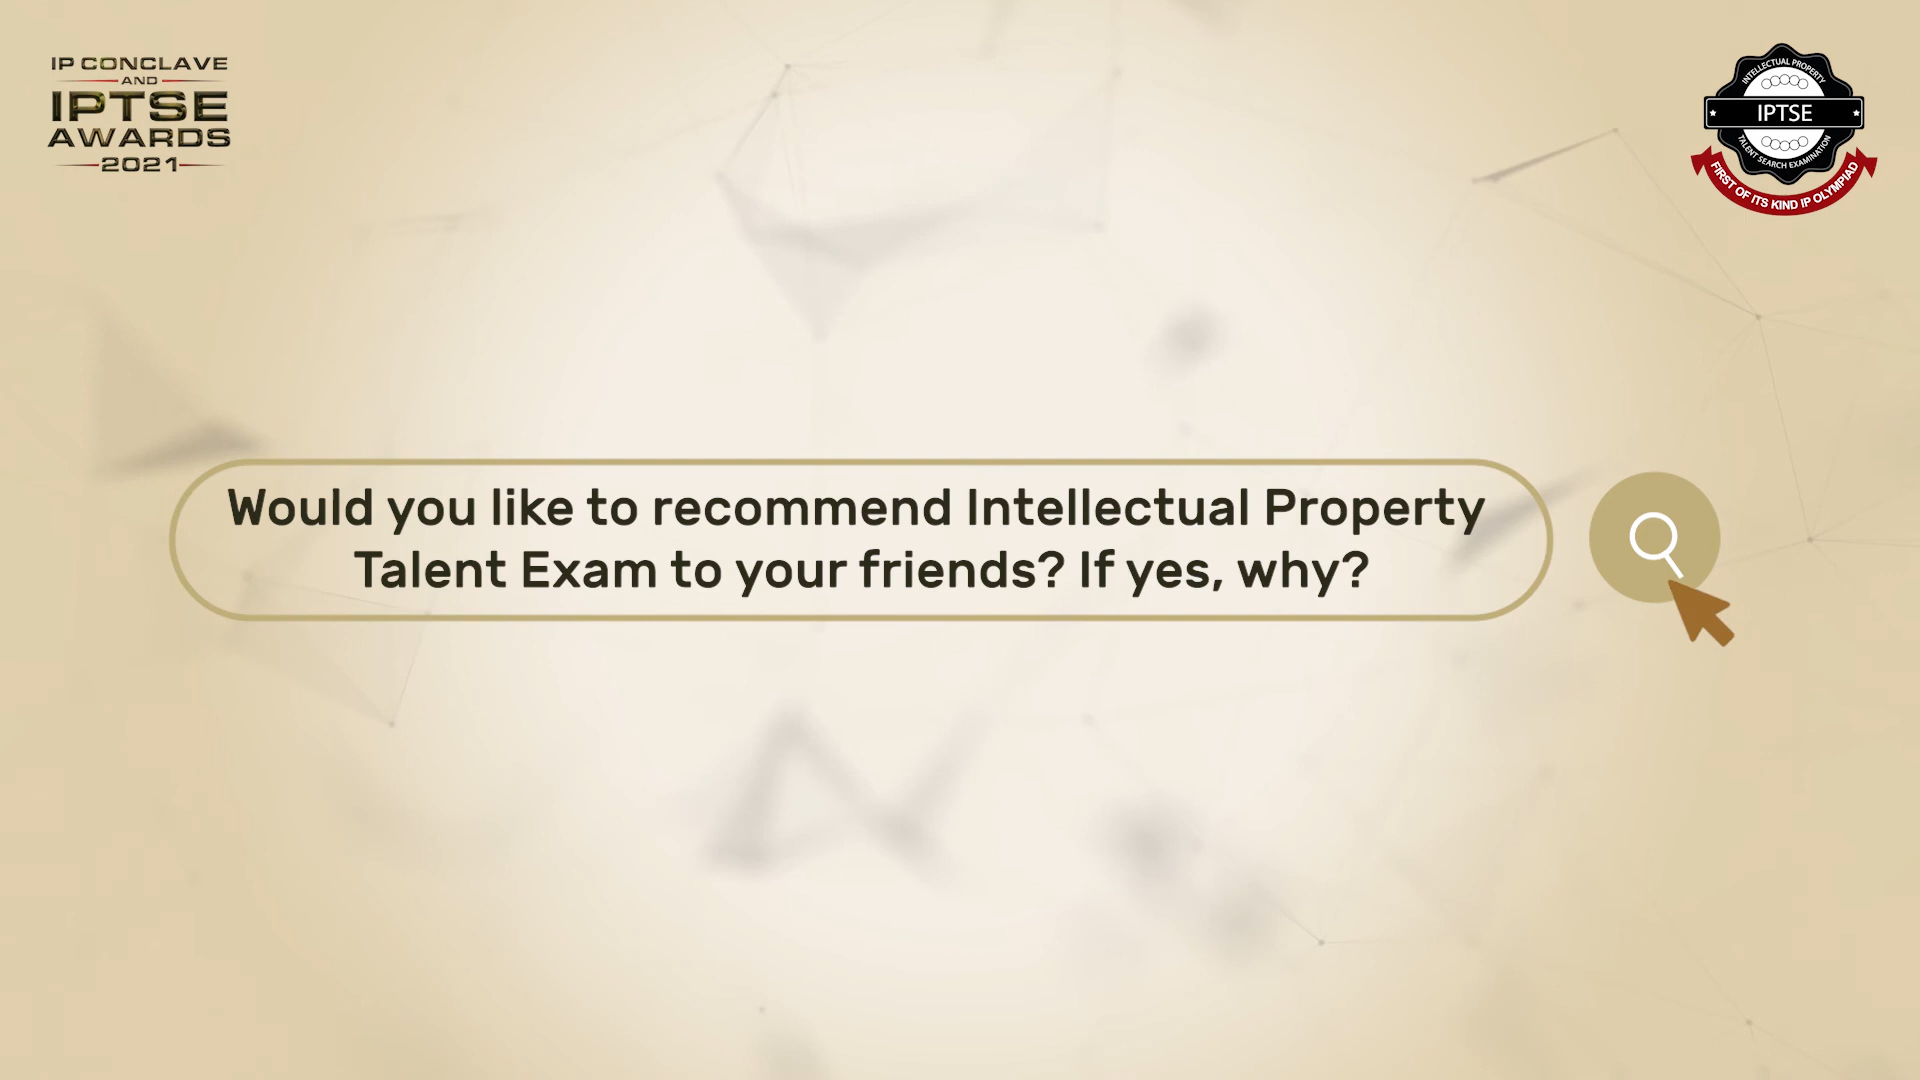 IP CONCLAVE
AND
IPTSE
AWARDS
2021
INTELLECTUAL PROPERTY
IPTSE
TALENT SEARCH EXAMINATION
FIRST OF ITS KIND IP OLYMPIAD
Would you like to recommend Intellectual Property
Talent Exam to your friends? If yes, why?